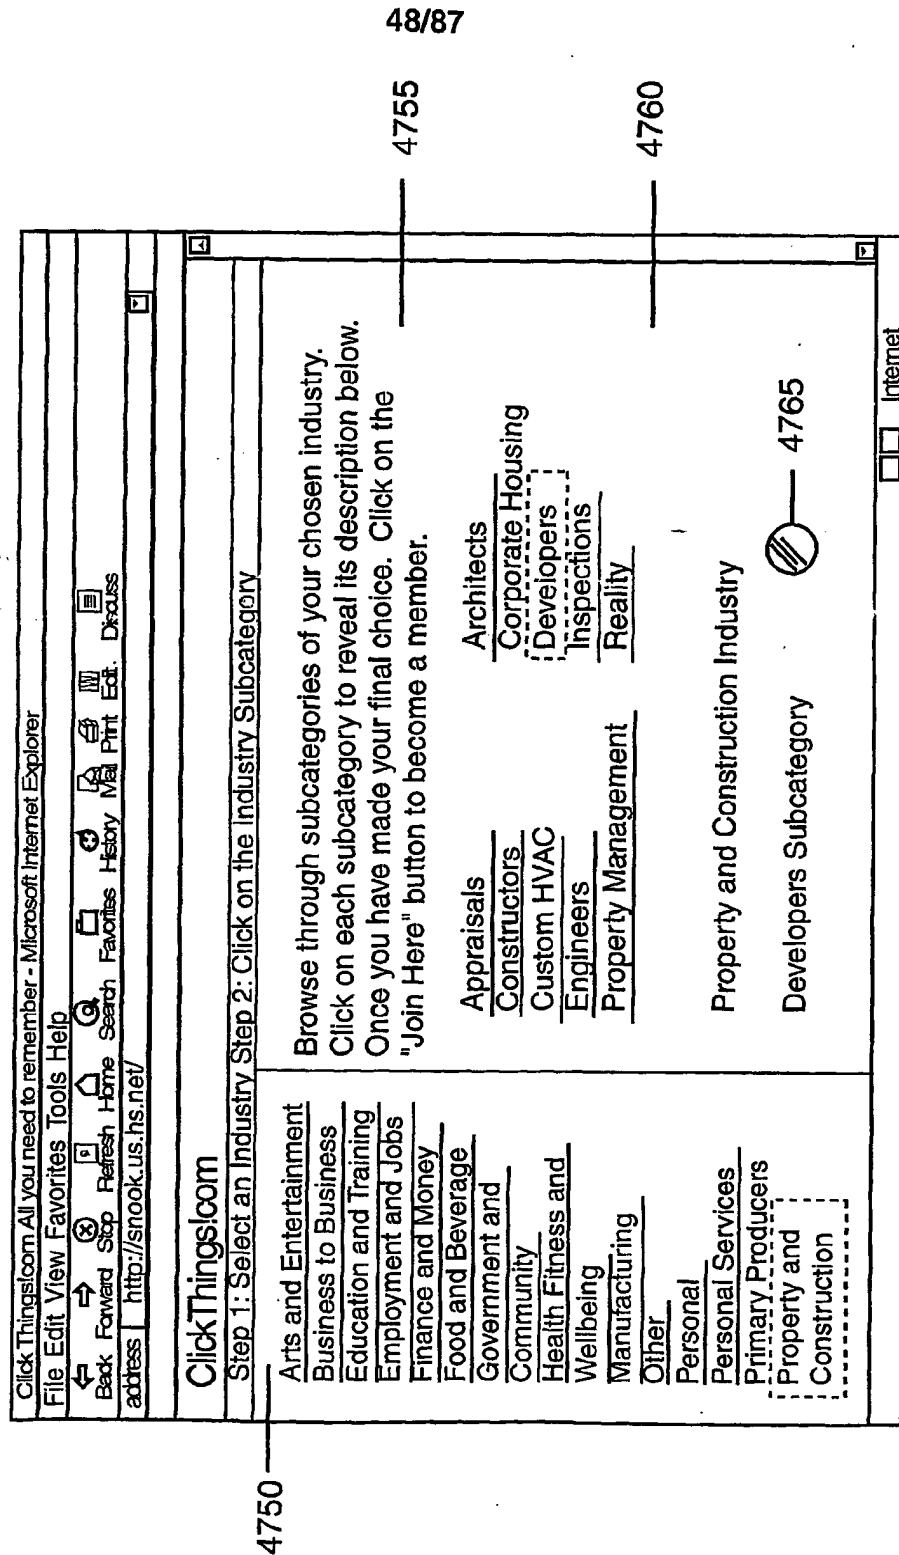 48/87
Click Things!com All you need to remember - Microsoft Internet Explorer
File Edit View Favorites Tools Help
Back Forward Stop Refresh Home Search Favorites History Mail Print Edit. Discuss
address http://snook.us.hs.net/
ClickThings!com
Step 1: Select an Industry Step 2: Click on the Industry Subcategory
4750
Arts and Entertainment
Business to Business
Education and Training
Employment and Jobs
Finance and Money
Food and Beverage
Government and
Community
Health Fitness and
Wellbeing
Manufacturing
Other
Personal
Personal Services
Primary Producers
Property and
Construction
Browse through subcategories of your chosen industry.
Click on each subcategory to reveal its description below.
Once you have made your final choice. Click on the
"Join Here" button to become a member.
4755
Appraisals
Constructors
Custom HVAC
Engineers
Property Management
Architects
Corporate Housing
Developers
Inspections
Reality
4760
Property and Construction Industry
Developers Subcategory
4765
Internet